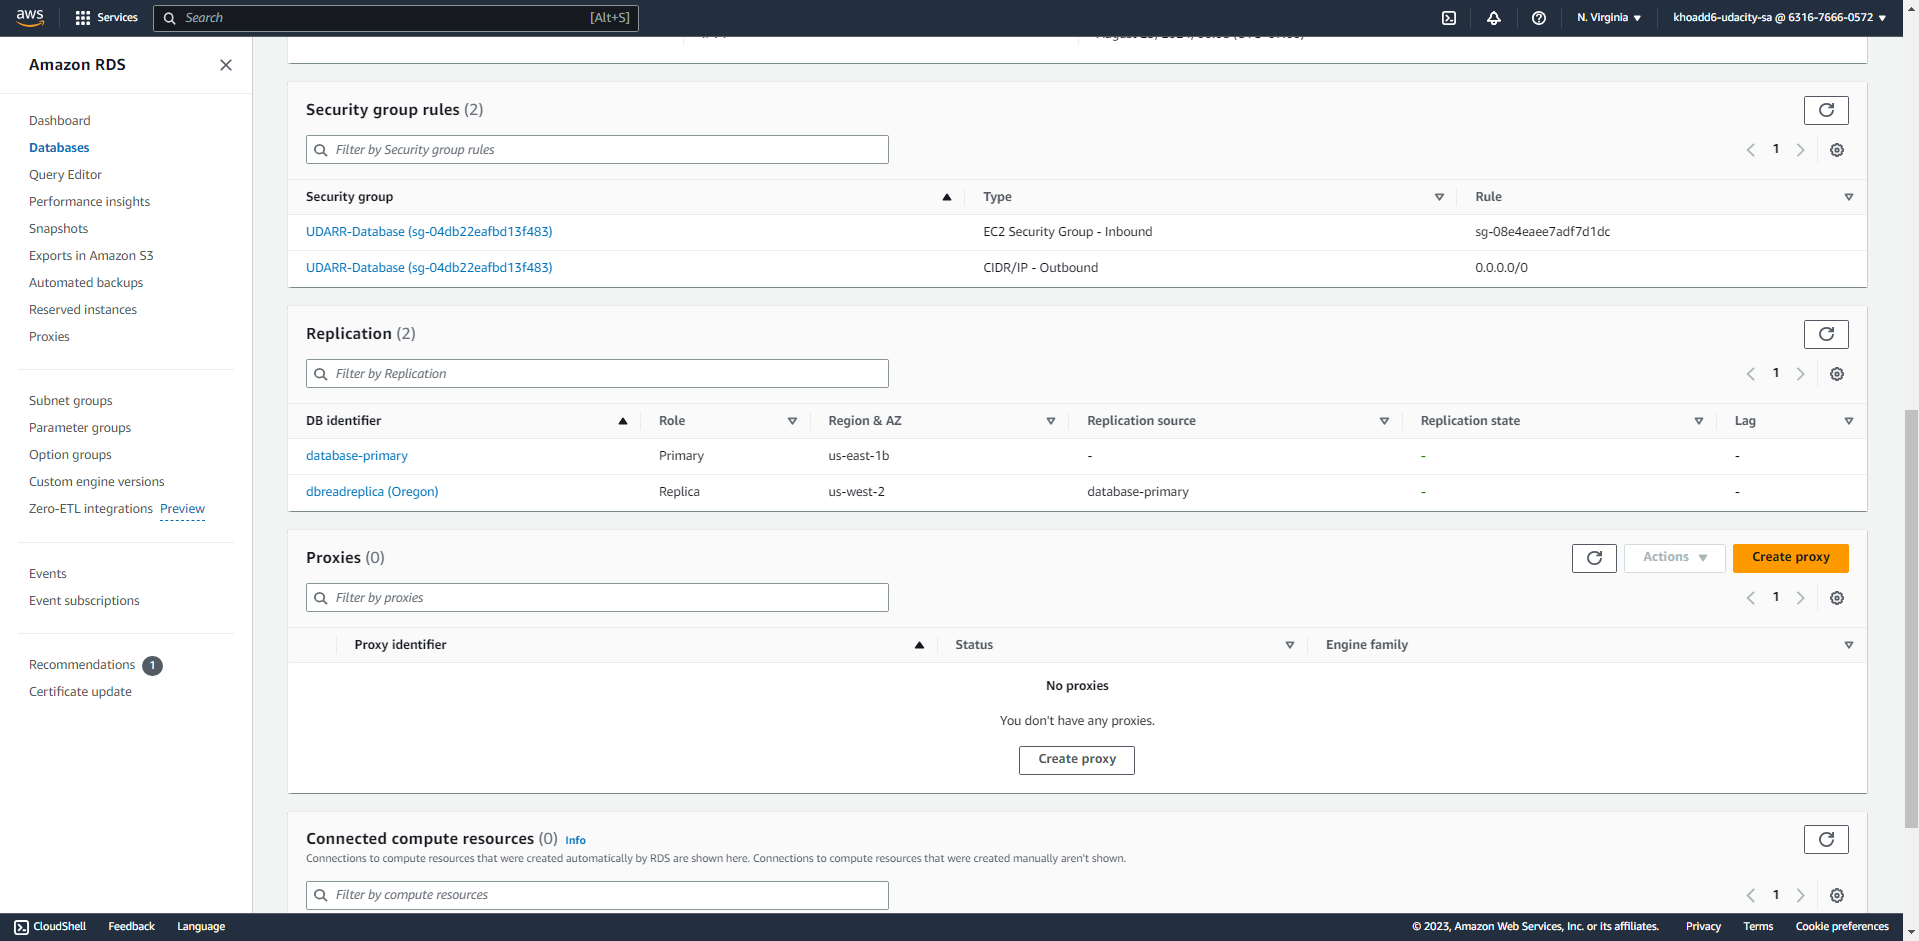 aws Services Search [Alt+S] N. Virginia ▼ khoadd6-udacity-sa @ 6316-7666-0572 ▼
Amazon RDS
Dashboard
Databases
Query Editor
Performance insights
Snapshots
Exports in Amazon S3
Automated backups
Reserved instances
Proxies
Subnet groups
Parameter groups
Option groups
Custom engine versions
Zero-ETL integrations Preview
Events
Event subscriptions
Recommendations 1
Certificate update
Security group rules (2)
Filter by Security group rules
1
Security group Type Rule
UDARR-Database (sg-04db22eafbd13f483) EC2 Security Group - Inbound sg-08e4eaee7adf7d1dc
UDARR-Database (sg-04db22eafbd13f483) CIDR/IP - Outbound 0.0.0.0/0
Replication (2)
Filter by Replication
1
DB identifier Role Region & AZ Replication source Replication state Lag
database-primary Primary us-east-1b - - -
dbreadreplica (Oregon) Replica us-west-2 database-primary - -
Proxies (0) Actions ▼ Create proxy
Filter by proxies
1
Proxy identifier Status Engine family
No proxies
You don't have any proxies.
Create proxy
Connected compute resources (0) Info
Connections to compute resources that were created automatically by RDS are shown here. Connections to compute resources that were created manually aren't shown.
Filter by compute resources
1
CloudShell Feedback Language © 2023, Amazon Web Services, Inc. or its affiliates. Privacy Terms Cookie preferences